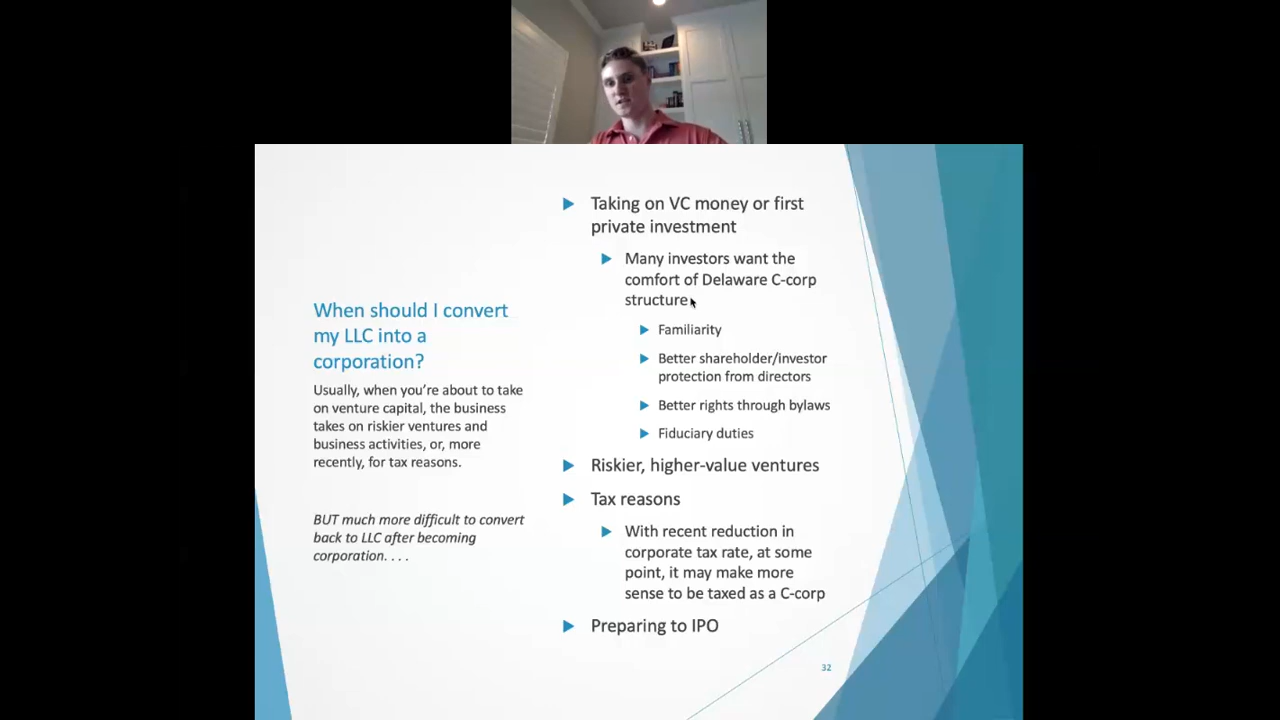 When should I convert
my LLC into a
corporation?
Usually, when you're about to take
on venture capital, the business
takes on riskier ventures and
business activities, or, more
recently, for tax reasons.
BUT much more difficult to convert
back to LLC after becoming
corporation. . . .
Taking on VC money or first
private investment
Many investors want the
comfort of Delaware C-corp
structure
Familiarity
Better shareholder/investor
protection from directors
Better rights through bylaws
Fiduciary duties
Riskier, higher-value ventures
Tax reasons
With recent reduction in
corporate tax rate, at some
point, it may make more
sense to be taxed as a C-corp
Preparing to IPO
32